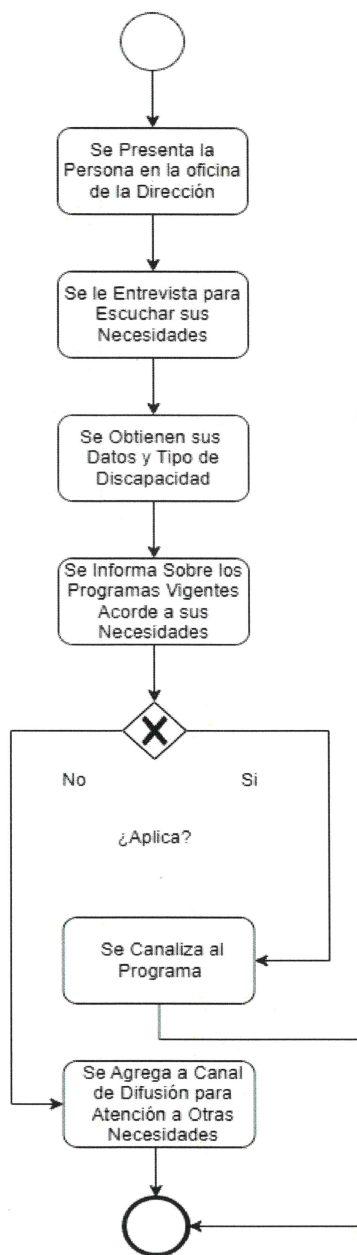 Se Presenta la
Persona en la oficina
de la Dirección
Se le Entrevista para
Escuchar sus
Necesidades
Se Obtienen sus
Datos y Tipo de
Discapacidad
Se Informa Sobre los
Programas Vigentes
Acorde a sus
Necesidades
No
Si
¿Aplica?
Se Canaliza al
Programa
Se Agrega a Canal
de Difusión para
Atención a Otras
Necesidades